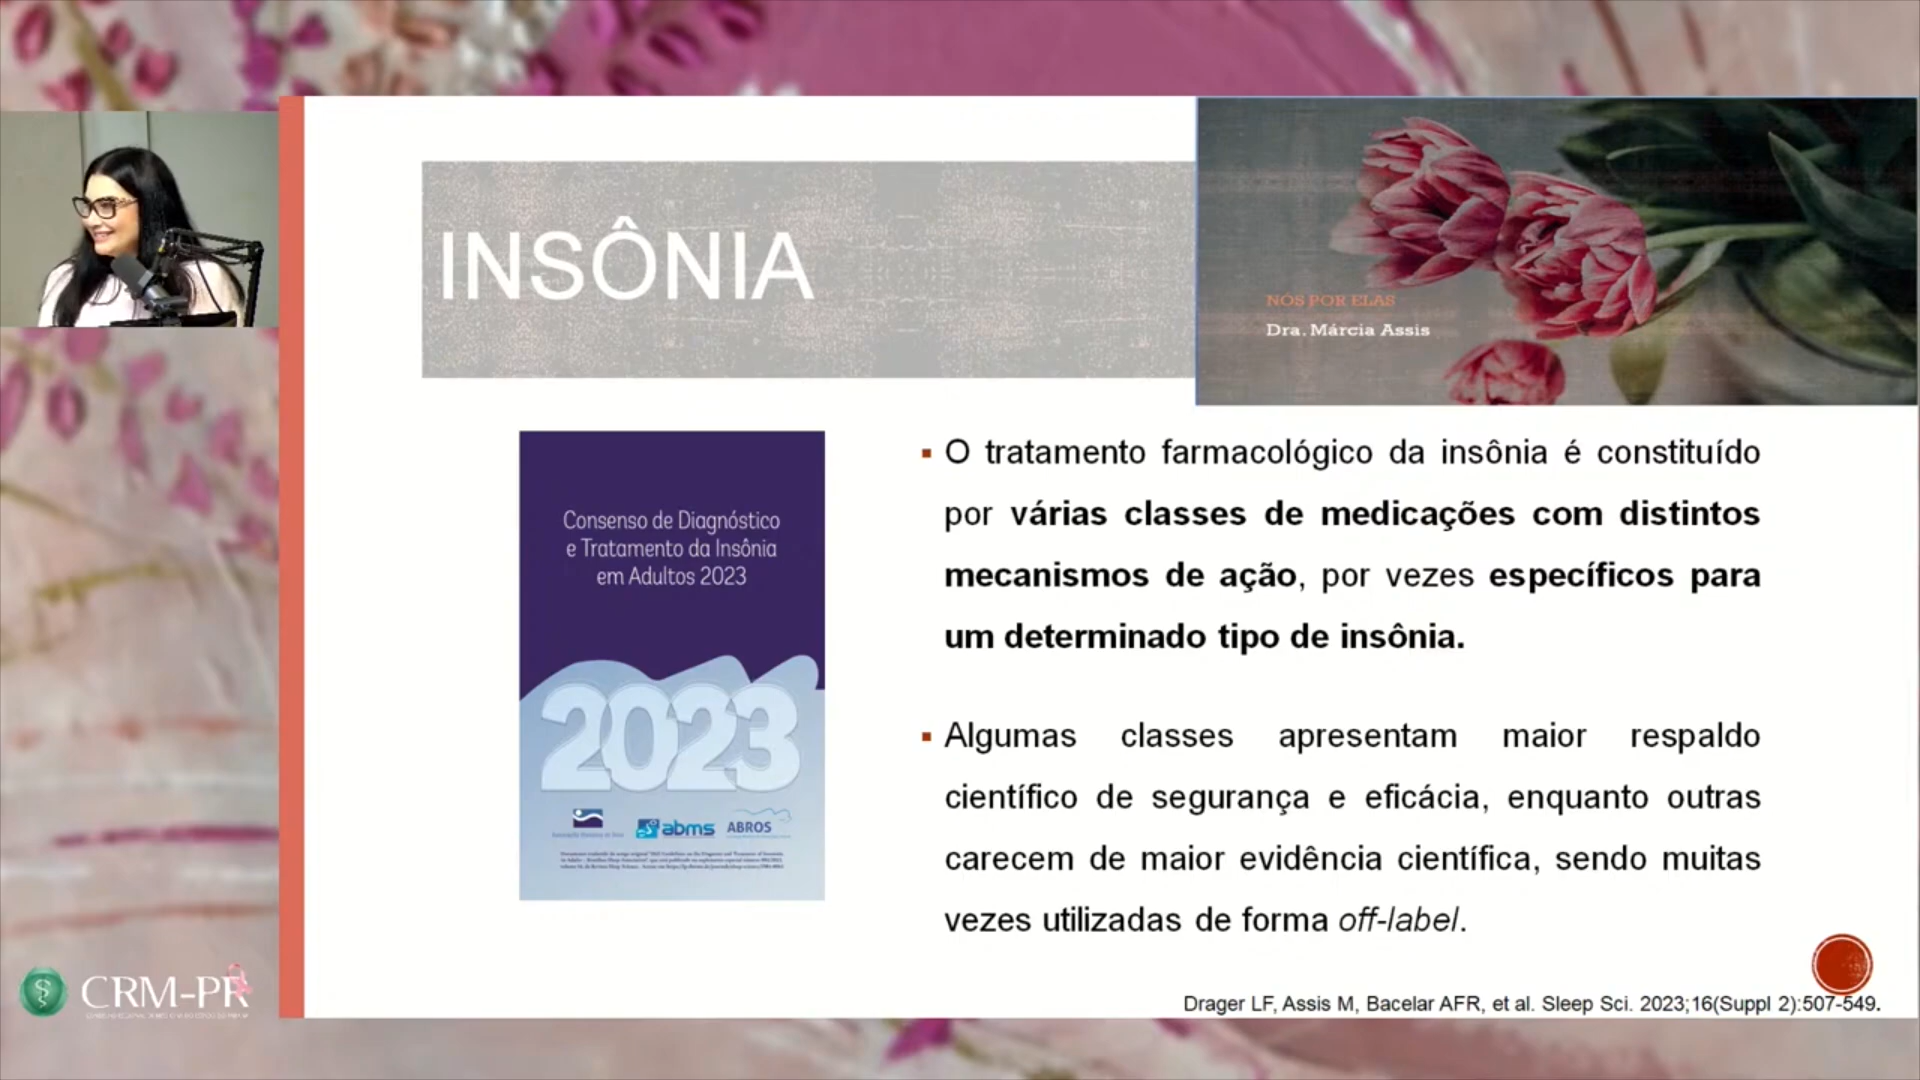 INSÔNIA
NÓS POR ELAS
Dra. Márcia Assis
Consenso de Diagnóstico
e Tratamento da Insônia
em Adultos 2023
2023
abms
ABROS
O tratamento farmacológico da insônia é constituído
por várias classes de medicações com distintos
mecanismos de ação, por vezes específicos para
um determinado tipo de insônia.
Algumas classes apresentam maior respaldo
científico de segurança e eficácia, enquanto outras
carecem de maior evidência científica, sendo muitas
vezes utilizadas de forma off-label.
Drager LF, Assis M, Bacelar AFR, et al. Sleep Sci. 2023;16(Suppl 2):507-549.
CRM-PR